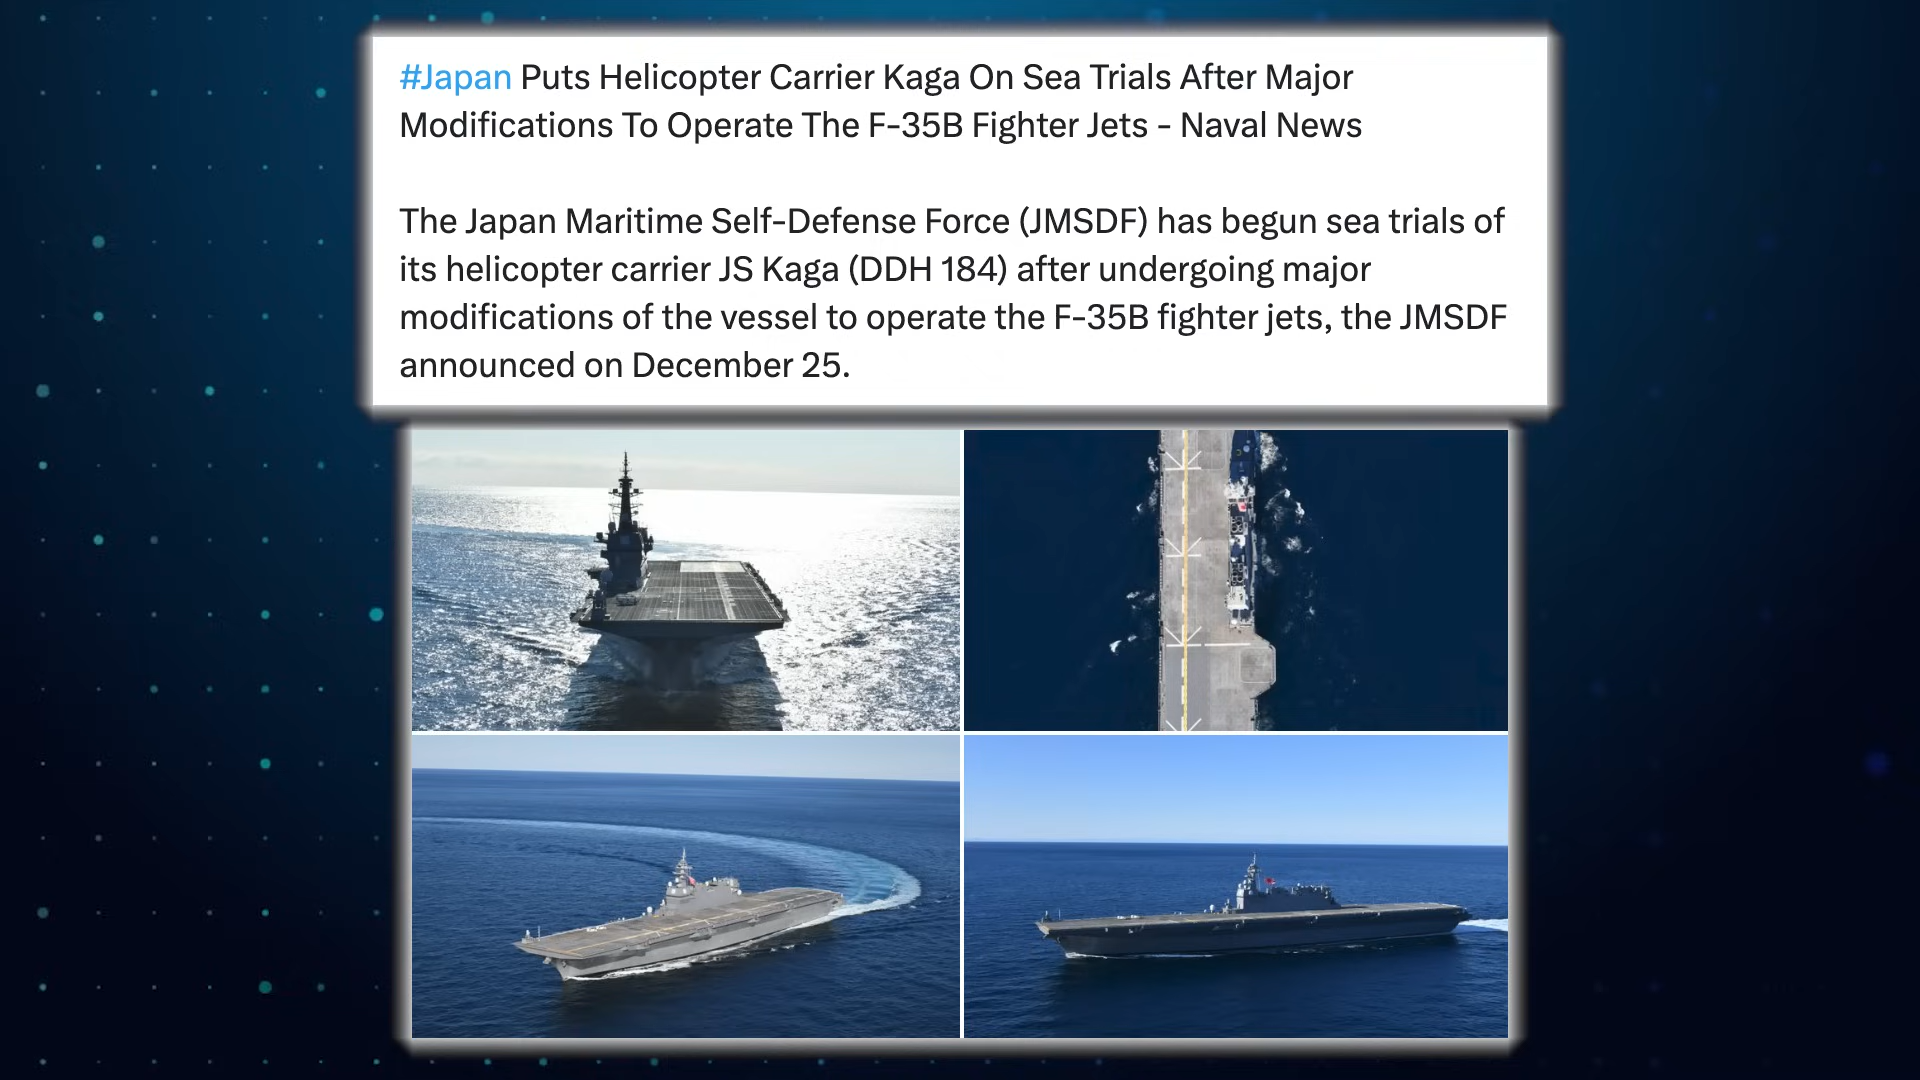 #Japan Puts Helicopter Carrier Kaga On Sea Trials After Major
Modifications To Operate The F-35B Fighter Jets - Naval News
The Japan Maritime Self-Defense Force (JMSDF) has begun sea trials of
its helicopter carrier JS Kaga (DDH 184) after undergoing major
modifications of the vessel to operate the F-35B fighter jets, the JMSDF
announced on December 25.